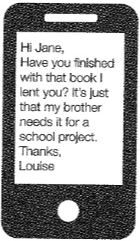 Hi Jane,
Have you finished
with that book I
lent you? It's just
that my brother
needs it for a
school project.
Thanks,
Louise